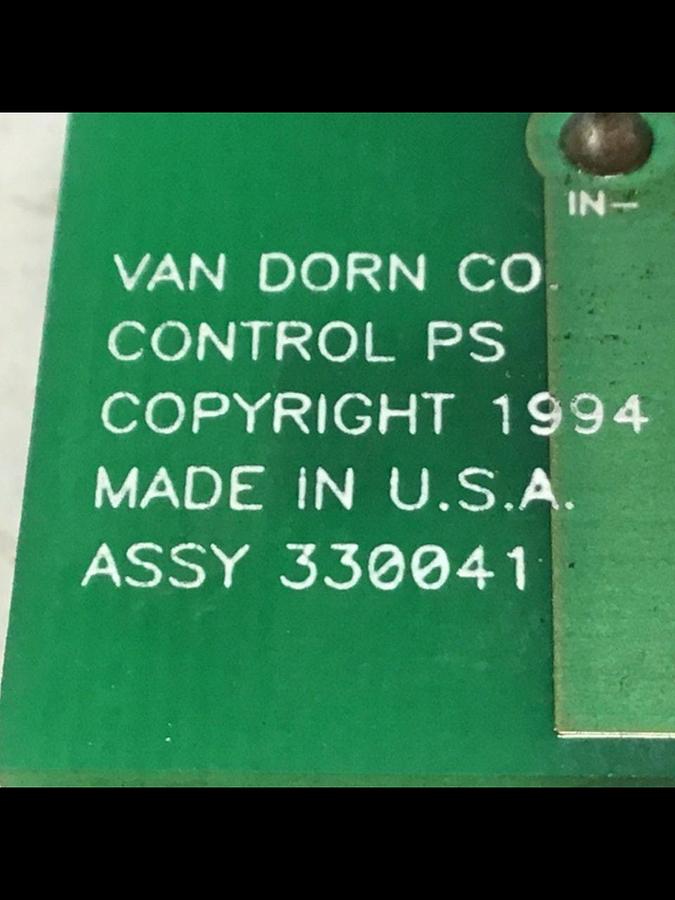 IN-
VAN DORN CO.
CONTROL PS
COPYRIGHT 1994
MADE IN U.S.A.
ASSY 330041